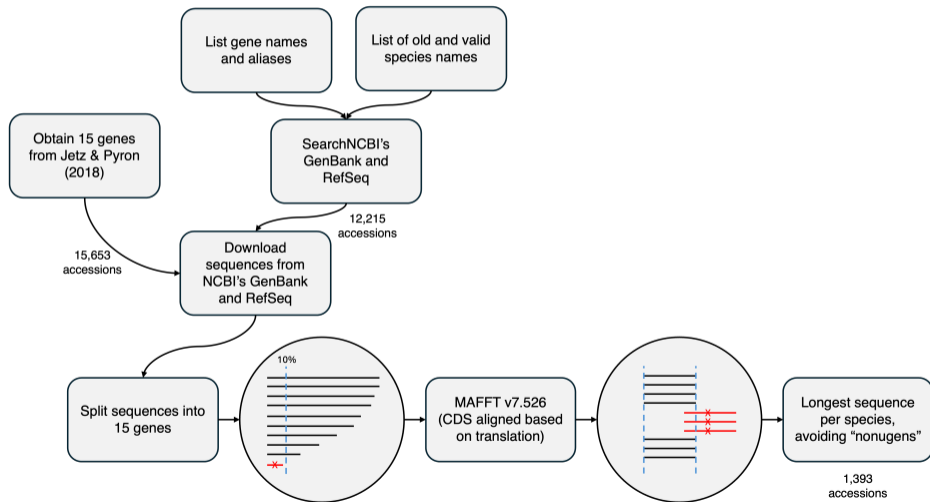 List gene names
and aliases
List of old and valid
species names
Obtain 15 genes
from Jetz & Pyron
(2018)
SearchNCBI's
GenBank and
RefSeq
12,215
accessions
15,653
accessions
Download
sequences from
NCBI's GenBank
and RefSeq
Split sequences into
15 genes
10%
MAFFT v7.526
(CDS aligned based
on translation)
Longest sequence
per species,
avoiding “nonugens”
1,393
accessions